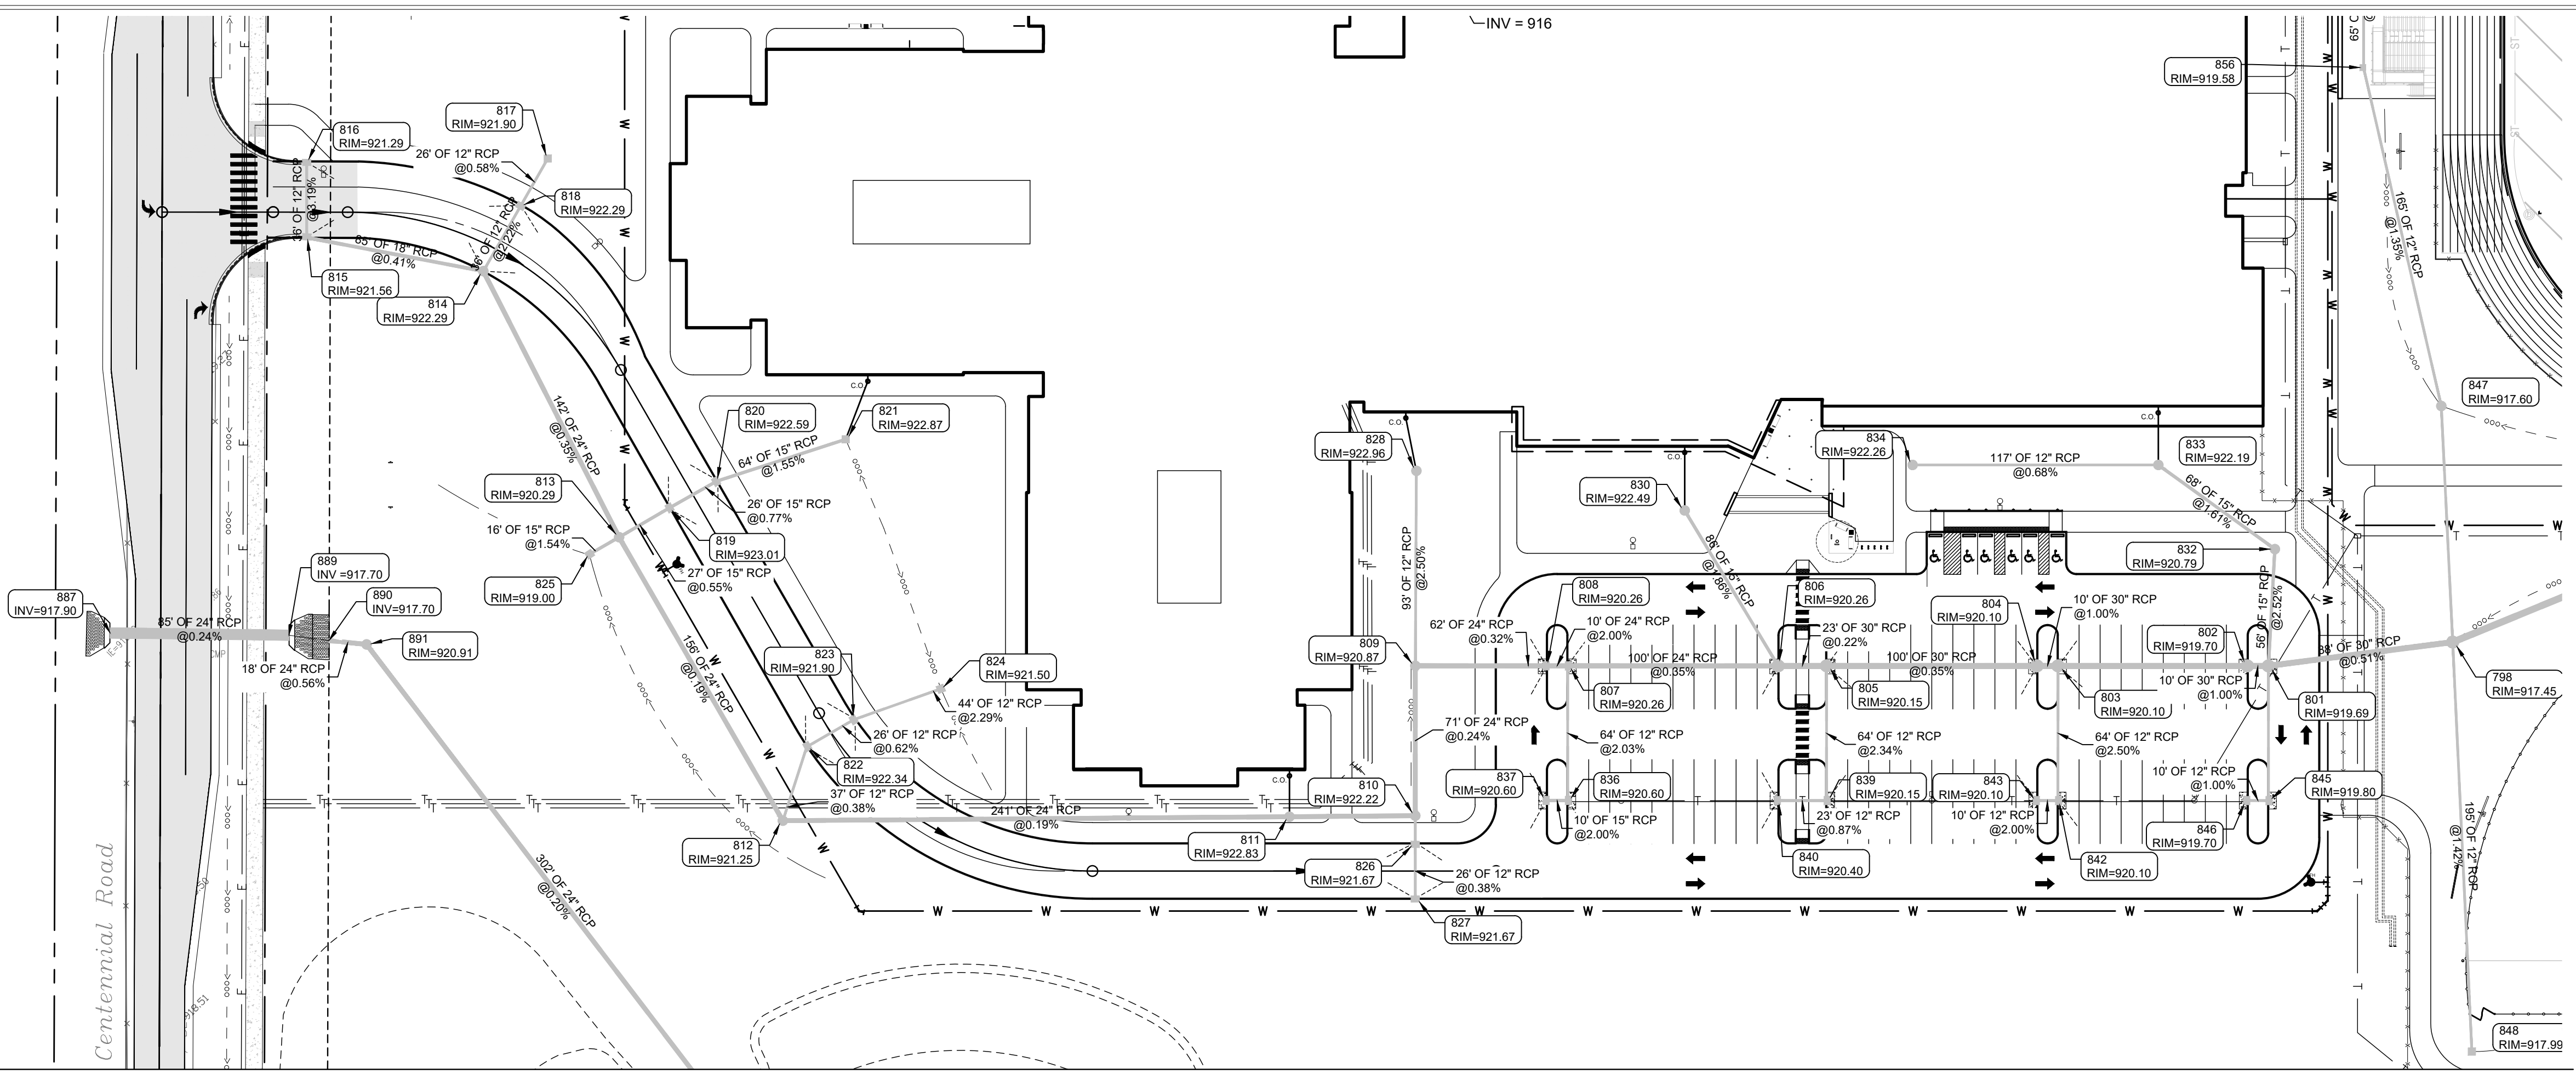 INV = 916
856
RIM=919.58
65' 
817
RIM=921.90
816
RIM=921.29
26' OF 12" RCP
@0.58%
818
RIM=922.29
36' OF 12" RCP
@3.19%
36' OF 12" RCP
@2.22%
85' OF 18" RCP
@0.41%
815
RIM=921.56
814
RIM=922.29
165' OF 12" RCP
@1.35%
ST
ST
847
RIM=917.60
C.O.
142' OF 24" RCP
@0.35%
820
RIM=922.59
821
RIM=922.87
64' OF 15" RCP
@1.55%
C.O.
828
RIM=922.96
C.O.
834
RIM=922.26
C.O.
833
RIM=922.19
117' OF 12" RCP
@0.68%
813
RIM=920.29
830
RIM=922.49
68' OF 15" RCP
@1.61%
26' OF 15" RCP
@0.77%
16' OF 15" RCP
@1.54%
819
RIM=923.01
27' OF 15" RCP
@0.55%
825
RIM=919.00
93' OF 12" RCP
@2.50%
86' OF 15" RCP
@1.86%
832
RIM=920.79
56' OF 15" RCP
@2.52%
889
INV =917.70
890
INV=917.70
887
INV=917.90
85' OF 24" RCP
@0.24%
CMP
891
RIM=920.91
18' OF 24" RCP
@0.56%
808
RIM=920.26
10' OF 24" RCP
@2.00%
62' OF 24" RCP
@0.32%
806
RIM=920.26
23' OF 30" RCP
@0.22%
804
RIM=920.10
10' OF 30" RCP
@1.00%
802
RIM=919.70
809
RIM=920.87
100' OF 24" RCP
@0.35%
100' OF 30" RCP
@0.35%
88' OF 30" RCP
@0.51%
156' OF 24" RCP
@0.19%
823
RIM=921.90
824
RIM=921.50
44' OF 12" RCP
@2.29%
26' OF 12" RCP
@0.62%
807
RIM=920.26
805
RIM=920.15
803
RIM=920.10
10' OF 30" RCP
@1.00%
801
RIM=919.69
798
RIM=917.45
71' OF 24" RCP
@0.24%
64' OF 12" RCP
@2.03%
64' OF 12" RCP
@2.34%
64' OF 12" RCP
@2.50%
822
RIM=922.34
37' OF 12" RCP
@0.38%
C.O.
810
RIM=922.22
837
RIM=920.60
836
RIM=920.60
10' OF 15" RCP
@2.00%
839
RIM=920.15
23' OF 12" RCP
@0.87%
843
RIM=920.10
10' OF 12" RCP
@2.00%
10' OF 12" RCP
@1.00%
845
RIM=919.80
846
RIM=919.70
241' OF 24" RCP
@0.19%
812
RIM=921.25
811
RIM=922.83
826
RIM=921.67
26' OF 12" RCP
@0.38%
840
RIM=920.40
842
RIM=920.10
195' OF 12" RCP
@1.42%
302' OF 24" RCP
@0.20%
827
RIM=921.67
Centennial Road
918.51
848
RIM=917.99